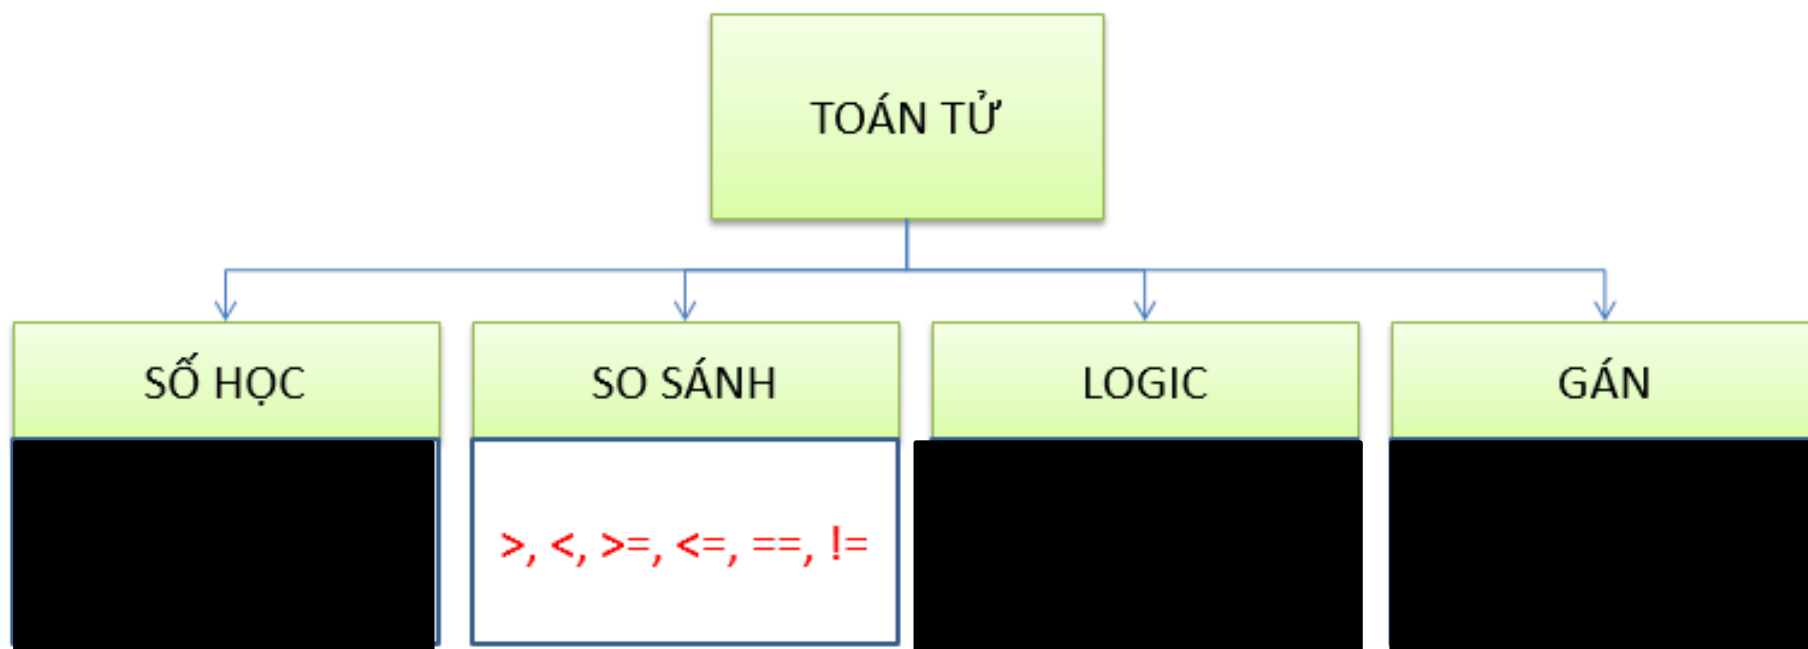 TOÁN TỬ
SỐ HỌC
SO SÁNH
LOGIC
GÁN
>, <, >=, <=, ==, !=